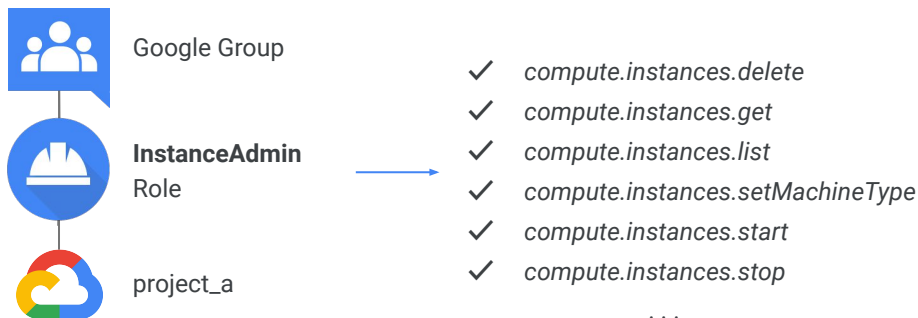 Google Group
InstanceAdmin
Role
project_a
compute.instances.delete
compute.instances.get
compute.instances.list
compute.instances.setMachineType
compute.instances.start
compute.instances.stop